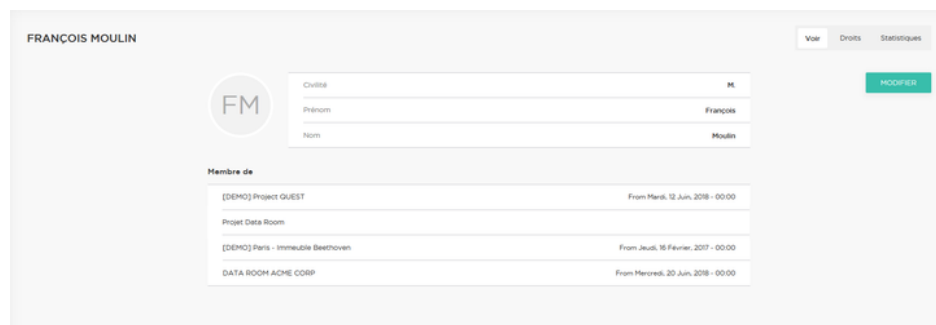 FRANÇOIS MOULIN
Voir Droits Statistiques
MODIFIER
FM
Civilité M.
Prénom François
Nom Moulin
Membre de
[DEMO] Project QUEST From Mardi, 12 Juin, 2018 - 00:00
Projet Data Room
[DEMO] Paris - Immeuble Beethoven From Jeudi, 16 Février, 2017 - 00:00
DATA ROOM ACME CORP From Mercredi, 20 Juin, 2018 - 00:00